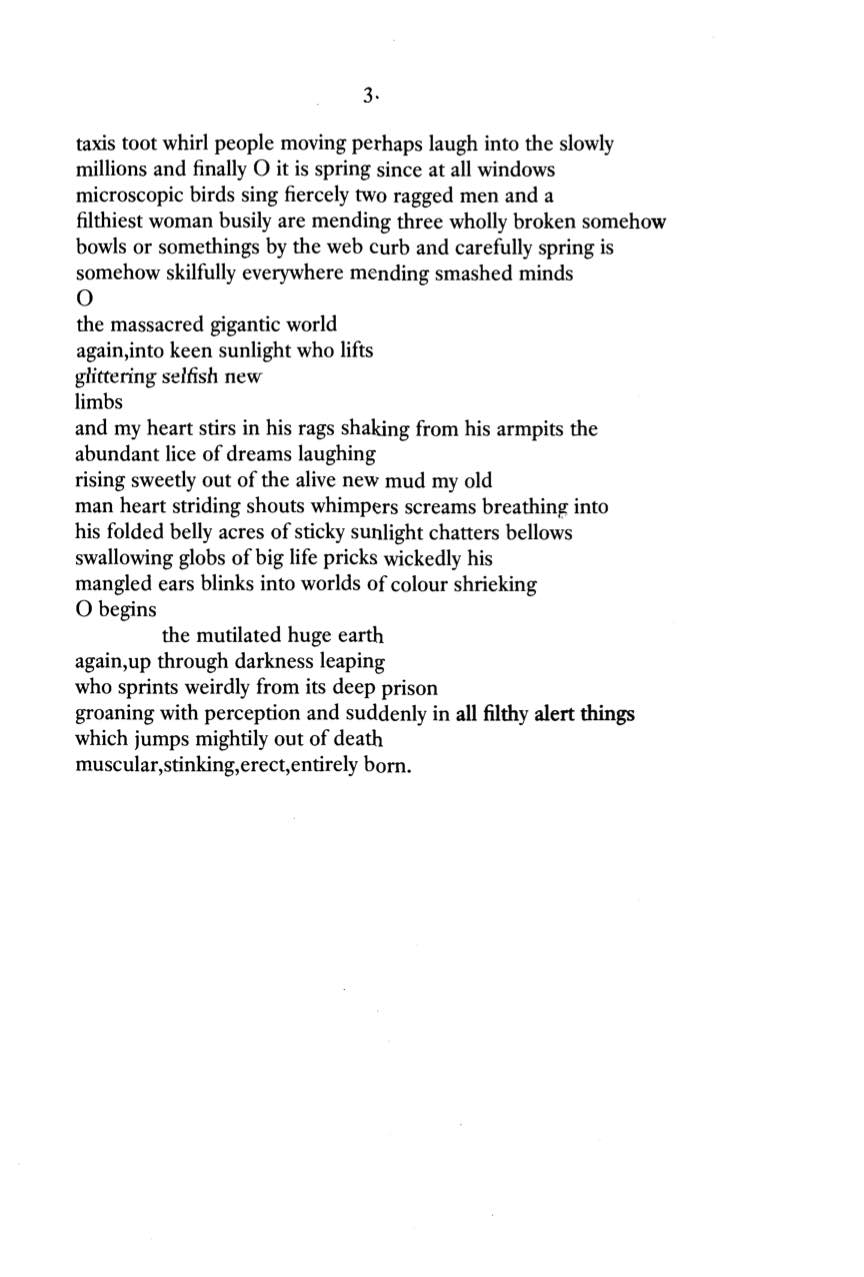 3.
taxis toot whirl people moving perhaps laugh into the slowly
millions and finally O it is spring since at all windows
microscopic birds sing fiercely two ragged men and a
filthiest woman busily are mending three wholly broken somehow
bowls or somethings by the web curb and carefully spring is
somehow skilfully everywhere mending smashed minds
O
the massacred gigantic world
again,into keen sunlight who lifts
glittering selfish new
limbs
and my heart stirs in his rags shaking from his armpits the
abundant lice of dreams laughing
rising sweetly out of the alive new mud my old
man heart striding shouts whimpers screams breathing into
his folded belly acres of sticky sunlight chatters bellows
swallowing globs of big life pricks wickedly his
mangled ears blinks into worlds of colour shrieking
O begins
the mutilated huge earth
again,up through darkness leaping
who sprints weirdly from its deep prison
groaning with perception and suddenly in all filthy alert things
which jumps mightily out of death
muscular,stinking,erect,entirely born.